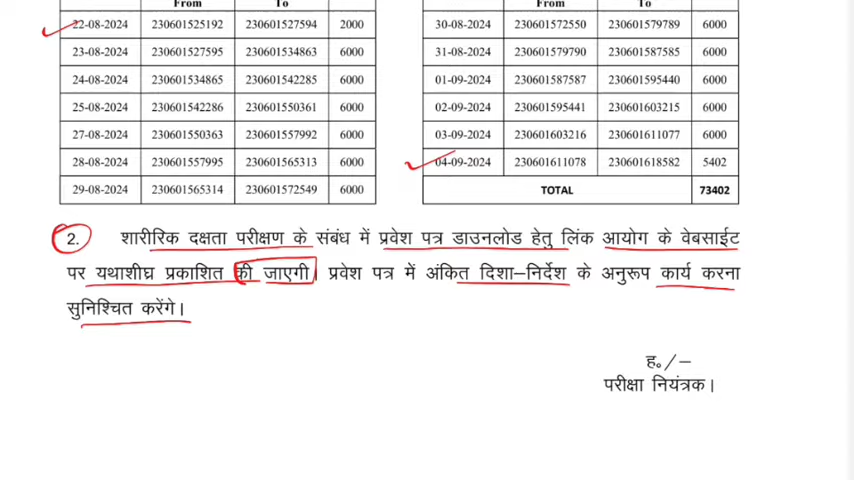 From To
22-08-2024 230601525192 230601527594 2000
23-08-2024 230601527595 230601534863 6000
24-08-2024 230601534865 230601542285 6000
25-08-2024 230601542286 230601550361 6000
27-08-2024 230601550363 230601557992 6000
28-08-2024 230601557995 230601565313 6000
29-08-2024 230601565314 230601572549 6000
From To
30-08-2024 230601572550 230601579789 6000
31-08-2024 230601579790 230601587585 6000
01-09-2024 230601587587 230601595440 6000
02-09-2024 230601595441 230601603215 6000
03-09-2024 230601603216 230601611077 6000
04-09-2024 230601611078 230601618582 5402
TOTAL 73402
2. शारीरिक दक्षता परीक्षण के संबंध में प्रवेश पत्र डाउनलोड हेतु लिंक आयोग के वेबसाईट
पर यथाशीघ्र प्रकाशित की जाएगी। प्रवेश पत्र में अंकित दिशा–निर्देश के अनुरूप कार्य करना
सुनिश्चित करेंगे।
ह०/–
परीक्षा नियंत्रक।